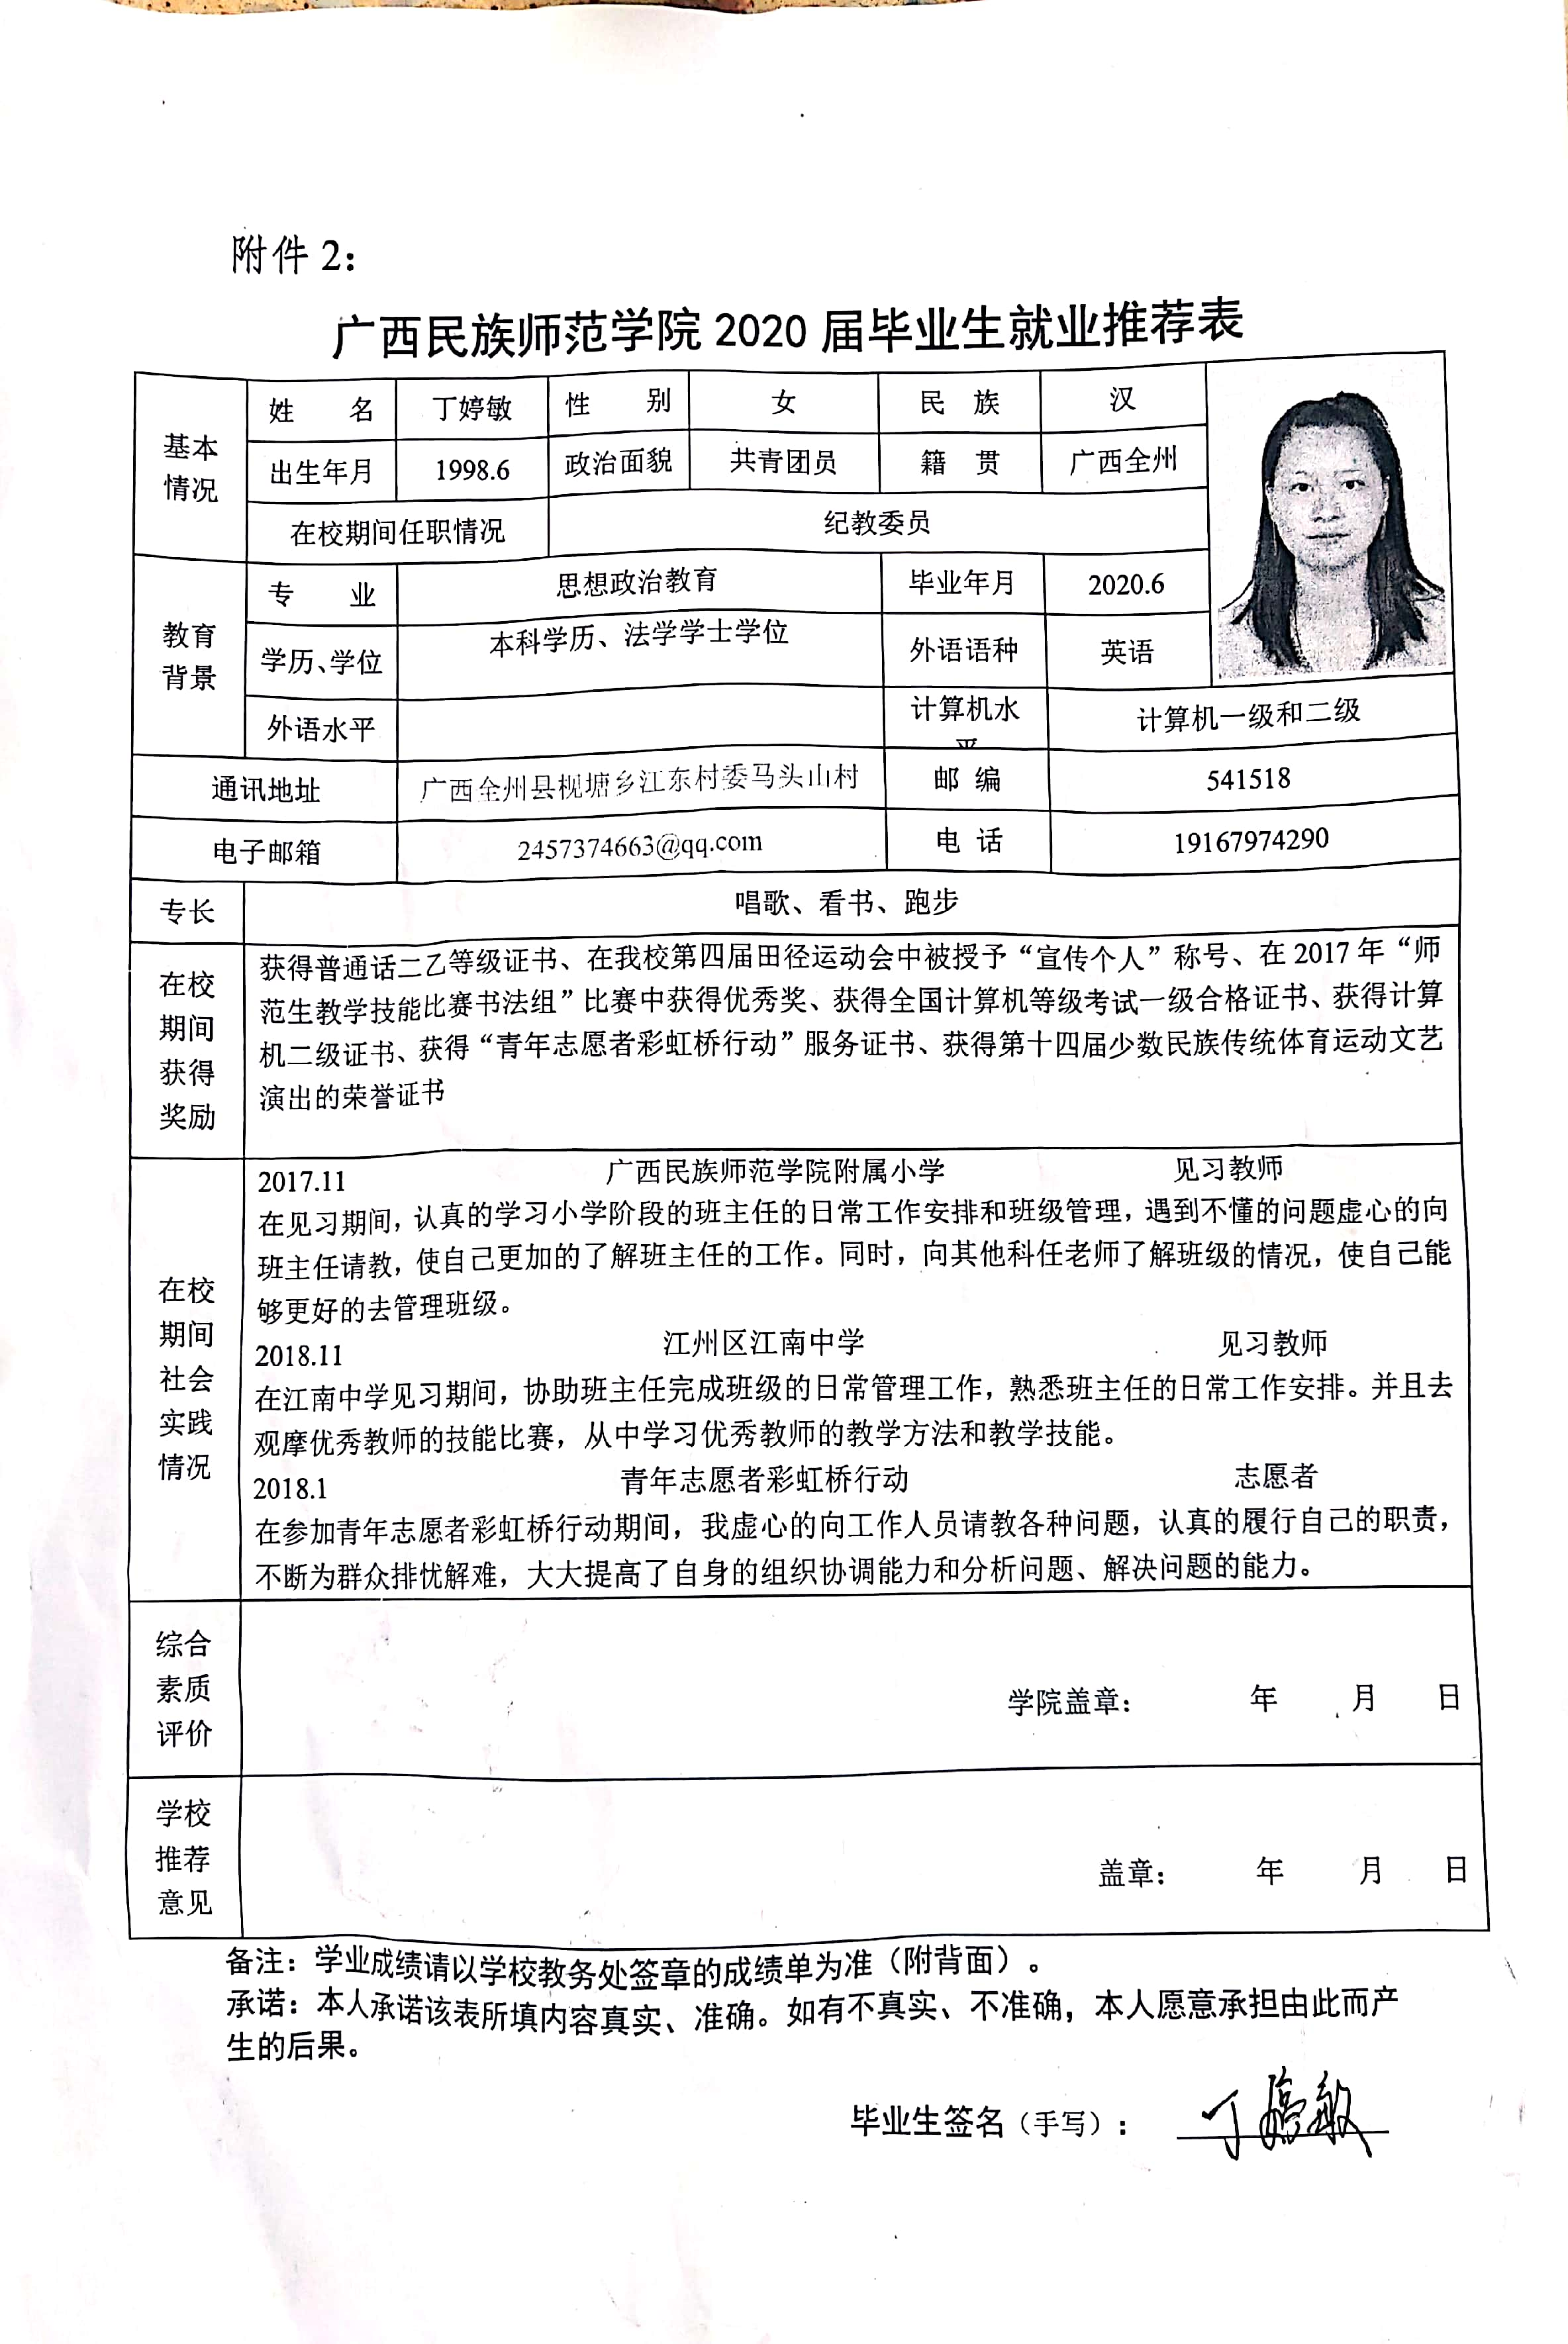 附件 2：
广西民族师范学院 2020 届毕业生就业推荐表
基本情况
姓 名 丁婷敏 性 别 女 民 族 汉
出生年月 1998.6 政治面貌 共青团员 籍 贯 广西全州
在校期间任职情况 纪教委员
教育背景
专 业 思想政治教育 毕业年月 2020.6
学历、学位 本科学历、法学学士学位 外语语种 英语
外语水平 计算机水平 计算机一级和二级
通讯地址 广西全州县枧塘乡江东村委马头山村 邮 编 541518
电子邮箱 2457374663@qq.com 电 话 19167974290
专长 唱歌、看书、跑步
在校期间获得奖励
获得普通话二乙等级证书、在我校第四届田径运动会中被授予“宣传个人”称号、在 2017 年“师
范生教学技能比赛书法组”比赛中获得优秀奖、获得全国计算机等级考试一级合格证书、获得计算
机二级证书、获得“青年志愿者彩虹桥行动”服务证书、获得第十四届少数民族传统体育运动文艺
演出的荣誉证书
在校期间社会实践情况
2017.11 广西民族师范学院附属小学 见习教师
在见习期间，认真的学习小学阶段的班主任的日常工作安排和班级管理，遇到不懂的问题虚心的向
班主任请教，使自己更加的了解班主任的工作。同时，向其他科任老师了解班级的情况，使自己能
够更好的去管理班级。
2018.11 江州区江南中学 见习教师
在江南中学见习期间，协助班主任完成班级的日常管理工作，熟悉班主任的日常工作安排。并且去
观摩优秀教师的技能比赛，从中学习优秀教师的教学方法和教学技能。
2018.1 青年志愿者彩虹桥行动 志愿者
在参加青年志愿者彩虹桥行动期间，我虚心的向工作人员请教各种问题，认真的履行自己的职责，
不断为群众排忧解难，大大提高了自身的组织协调能力和分析问题、解决问题的能力。
综合素质评价
学院盖章： 年 月 日
学校推荐意见
盖章： 年 月 日
备注：学业成绩请以学校教务处签章的成绩单为准（附背面）。
承诺：本人承诺该表所填内容真实、准确。如有不真实、不准确，本人愿意承担由此而产
生的后果。
毕业生签名（手写）： 丁婷敏